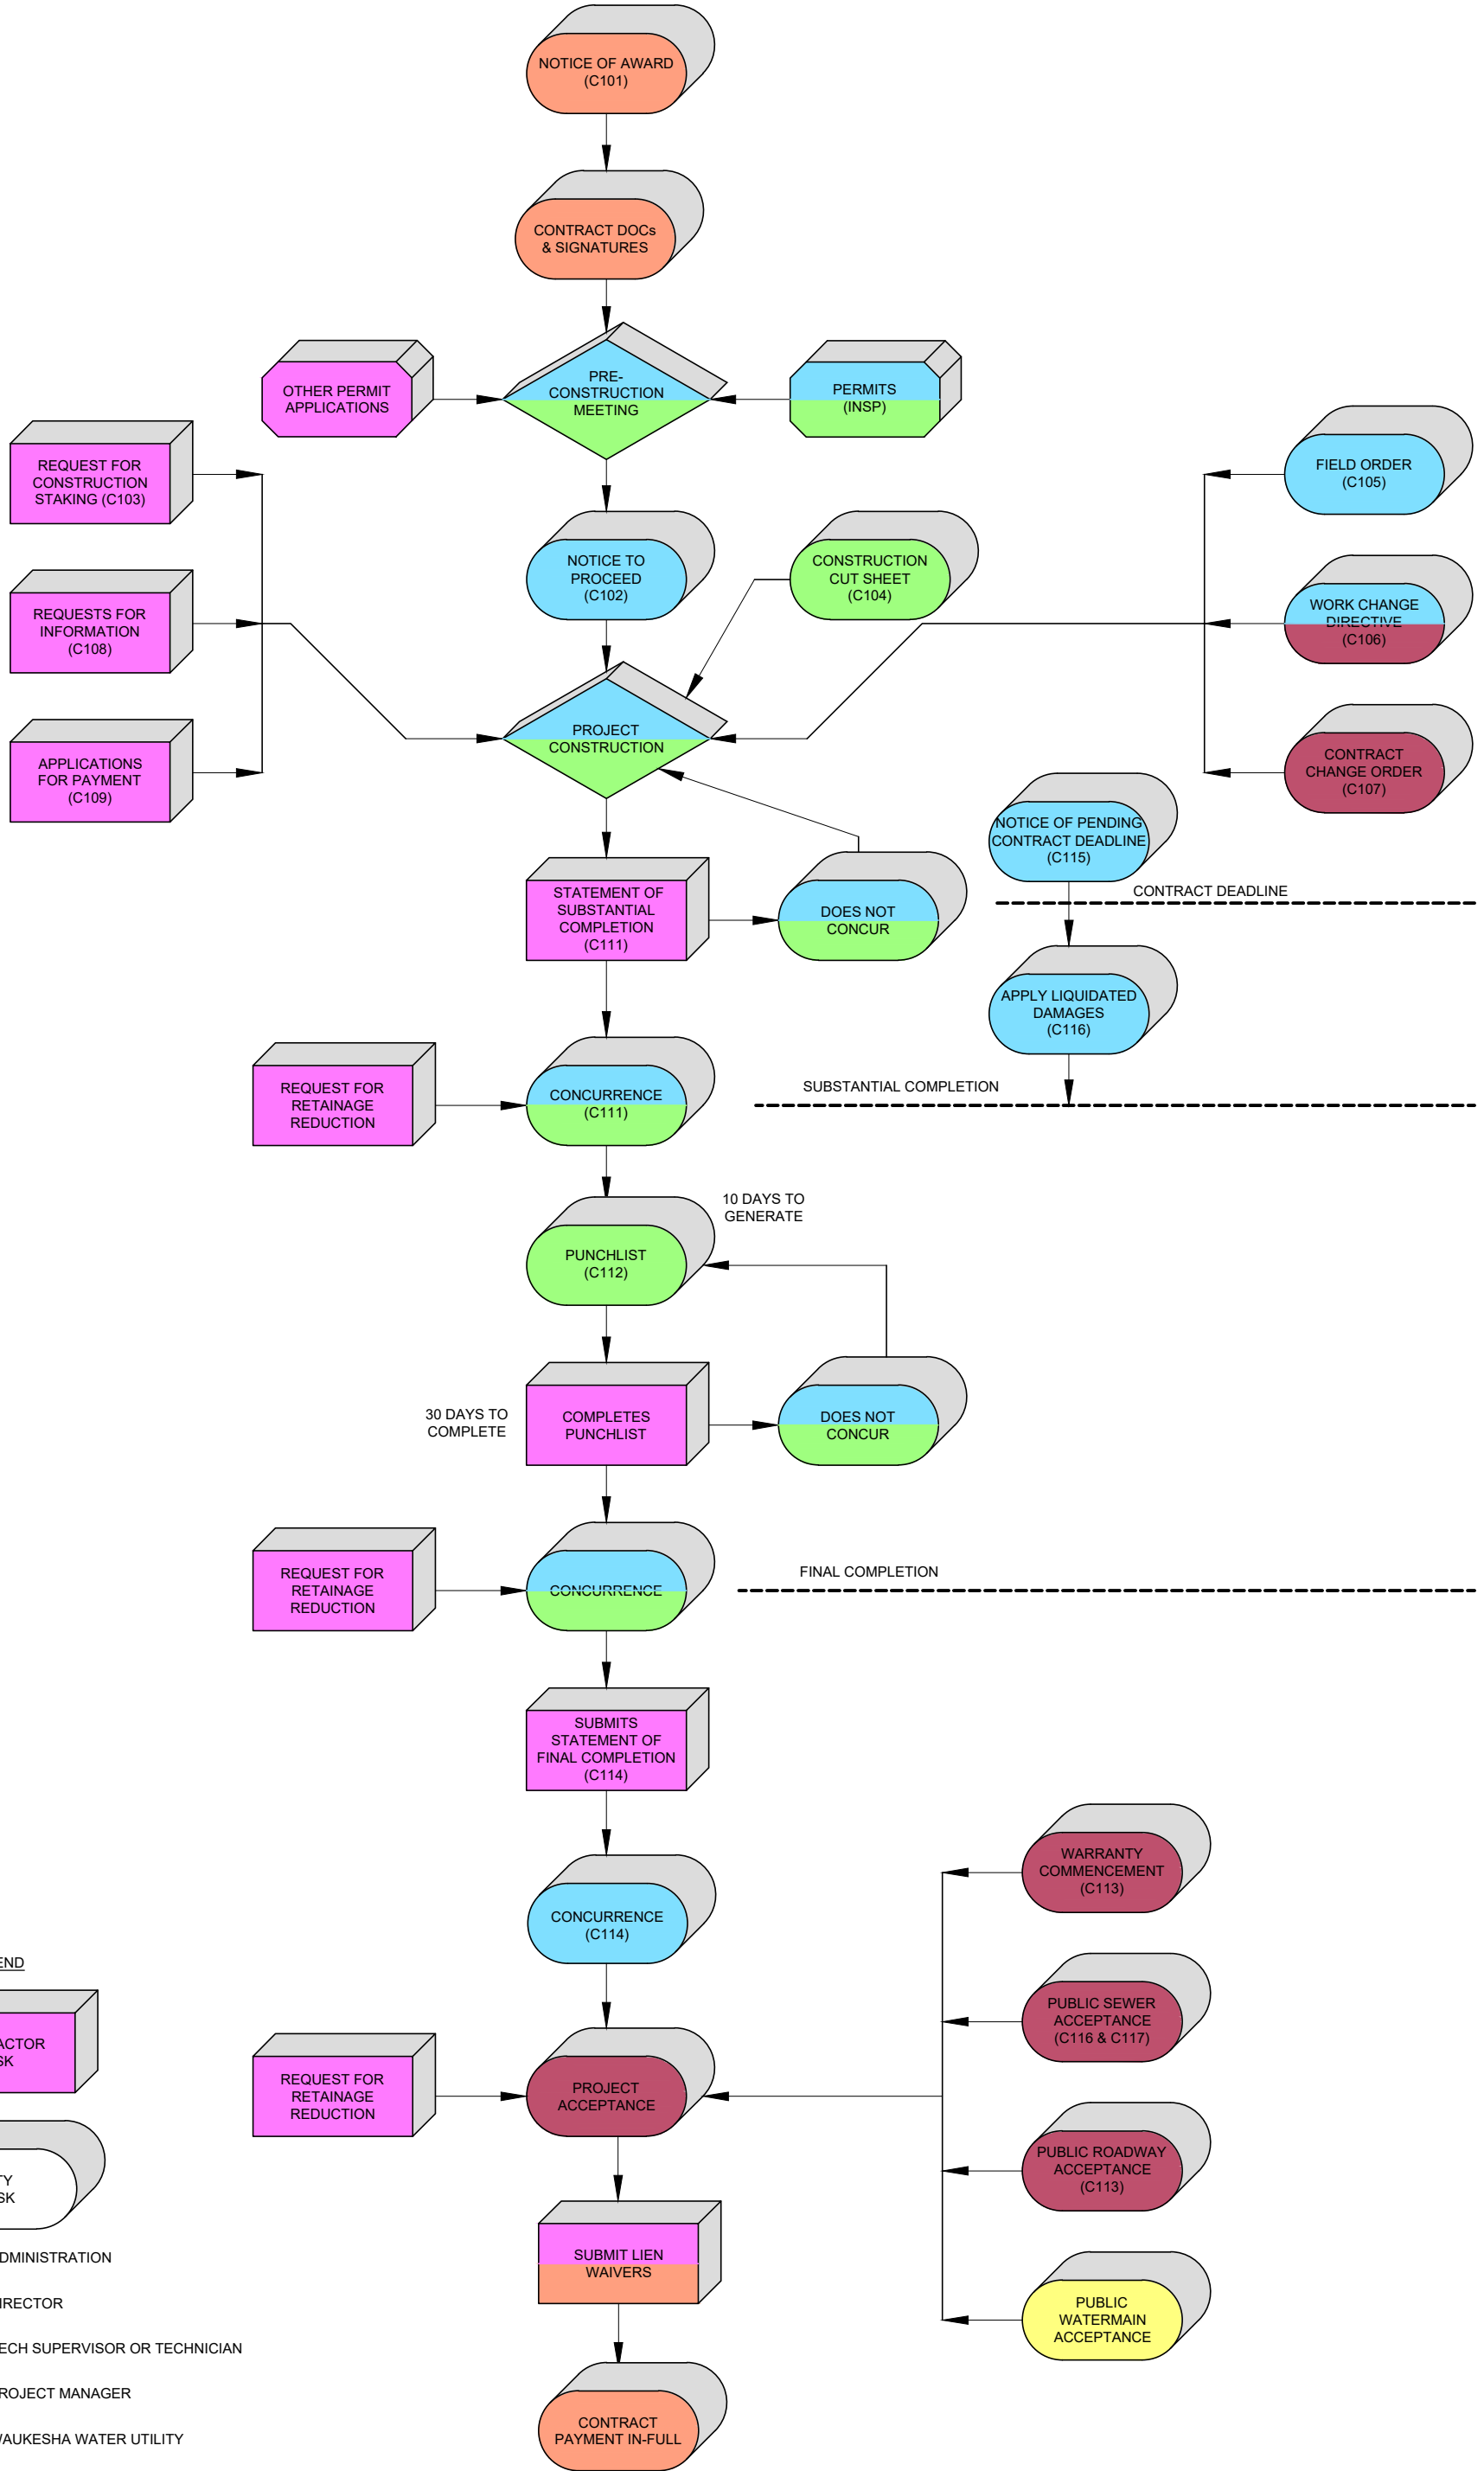 NOTICE OF AWARD
(C101)
CONTRACT DOCs
& SIGNATURES
OTHER PERMIT
APPLICATIONS
PRE-
CONSTRUCTION
MEETING
PERMITS
(INSP)
REQUEST FOR
CONSTRUCTION
STAKING (C103)
FIELD ORDER
(C105)
NOTICE TO
PROCEED
(C102)
CONSTRUCTION
CUT SHEET
(C104)
REQUESTS FOR
INFORMATION
(C108)
WORK CHANGE
DIRECTIVE
(C106)
PROJECT
CONSTRUCTION
APPLICATIONS
FOR PAYMENT
(C109)
CONTRACT
CHANGE ORDER
(C107)
NOTICE OF PENDING
CONTRACT DEADLINE
(C115)
CONTRACT DEADLINE
STATEMENT OF
SUBSTANTIAL
COMPLETION
(C111)
DOES NOT
CONCUR
APPLY LIQUIDATED
DAMAGES
(C116)
REQUEST FOR
RETAINAGE
REDUCTION
CONCURRENCE
(C111)
SUBSTANTIAL COMPLETION
10 DAYS TO
GENERATE
PUNCHLIST
(C112)
30 DAYS TO
COMPLETE
COMPLETES
PUNCHLIST
DOES NOT
CONCUR
REQUEST FOR
RETAINAGE
REDUCTION
CONCURRENCE
FINAL COMPLETION
SUBMITS
STATEMENT OF
FINAL COMPLETION
(C114)
WARRANTY
COMMENCEMENT
(C113)
CONCURRENCE
(C114)
PUBLIC SEWER
ACCEPTANCE
(C116 & C117)
REQUEST FOR
RETAINAGE
REDUCTION
PROJECT
ACCEPTANCE
PUBLIC ROADWAY
ACCEPTANCE
(C113)
SUBMIT LIEN
WAIVERS
PUBLIC
WATERMAIN
ACCEPTANCE
CONTRACT
PAYMENT IN-FULL
END
ACTOR
SK
TY
SK
DMINISTRATION
IRECTOR
ECH SUPERVISOR OR TECHNICIAN
ROJECT MANAGER
WAUKESHA WATER UTILITY